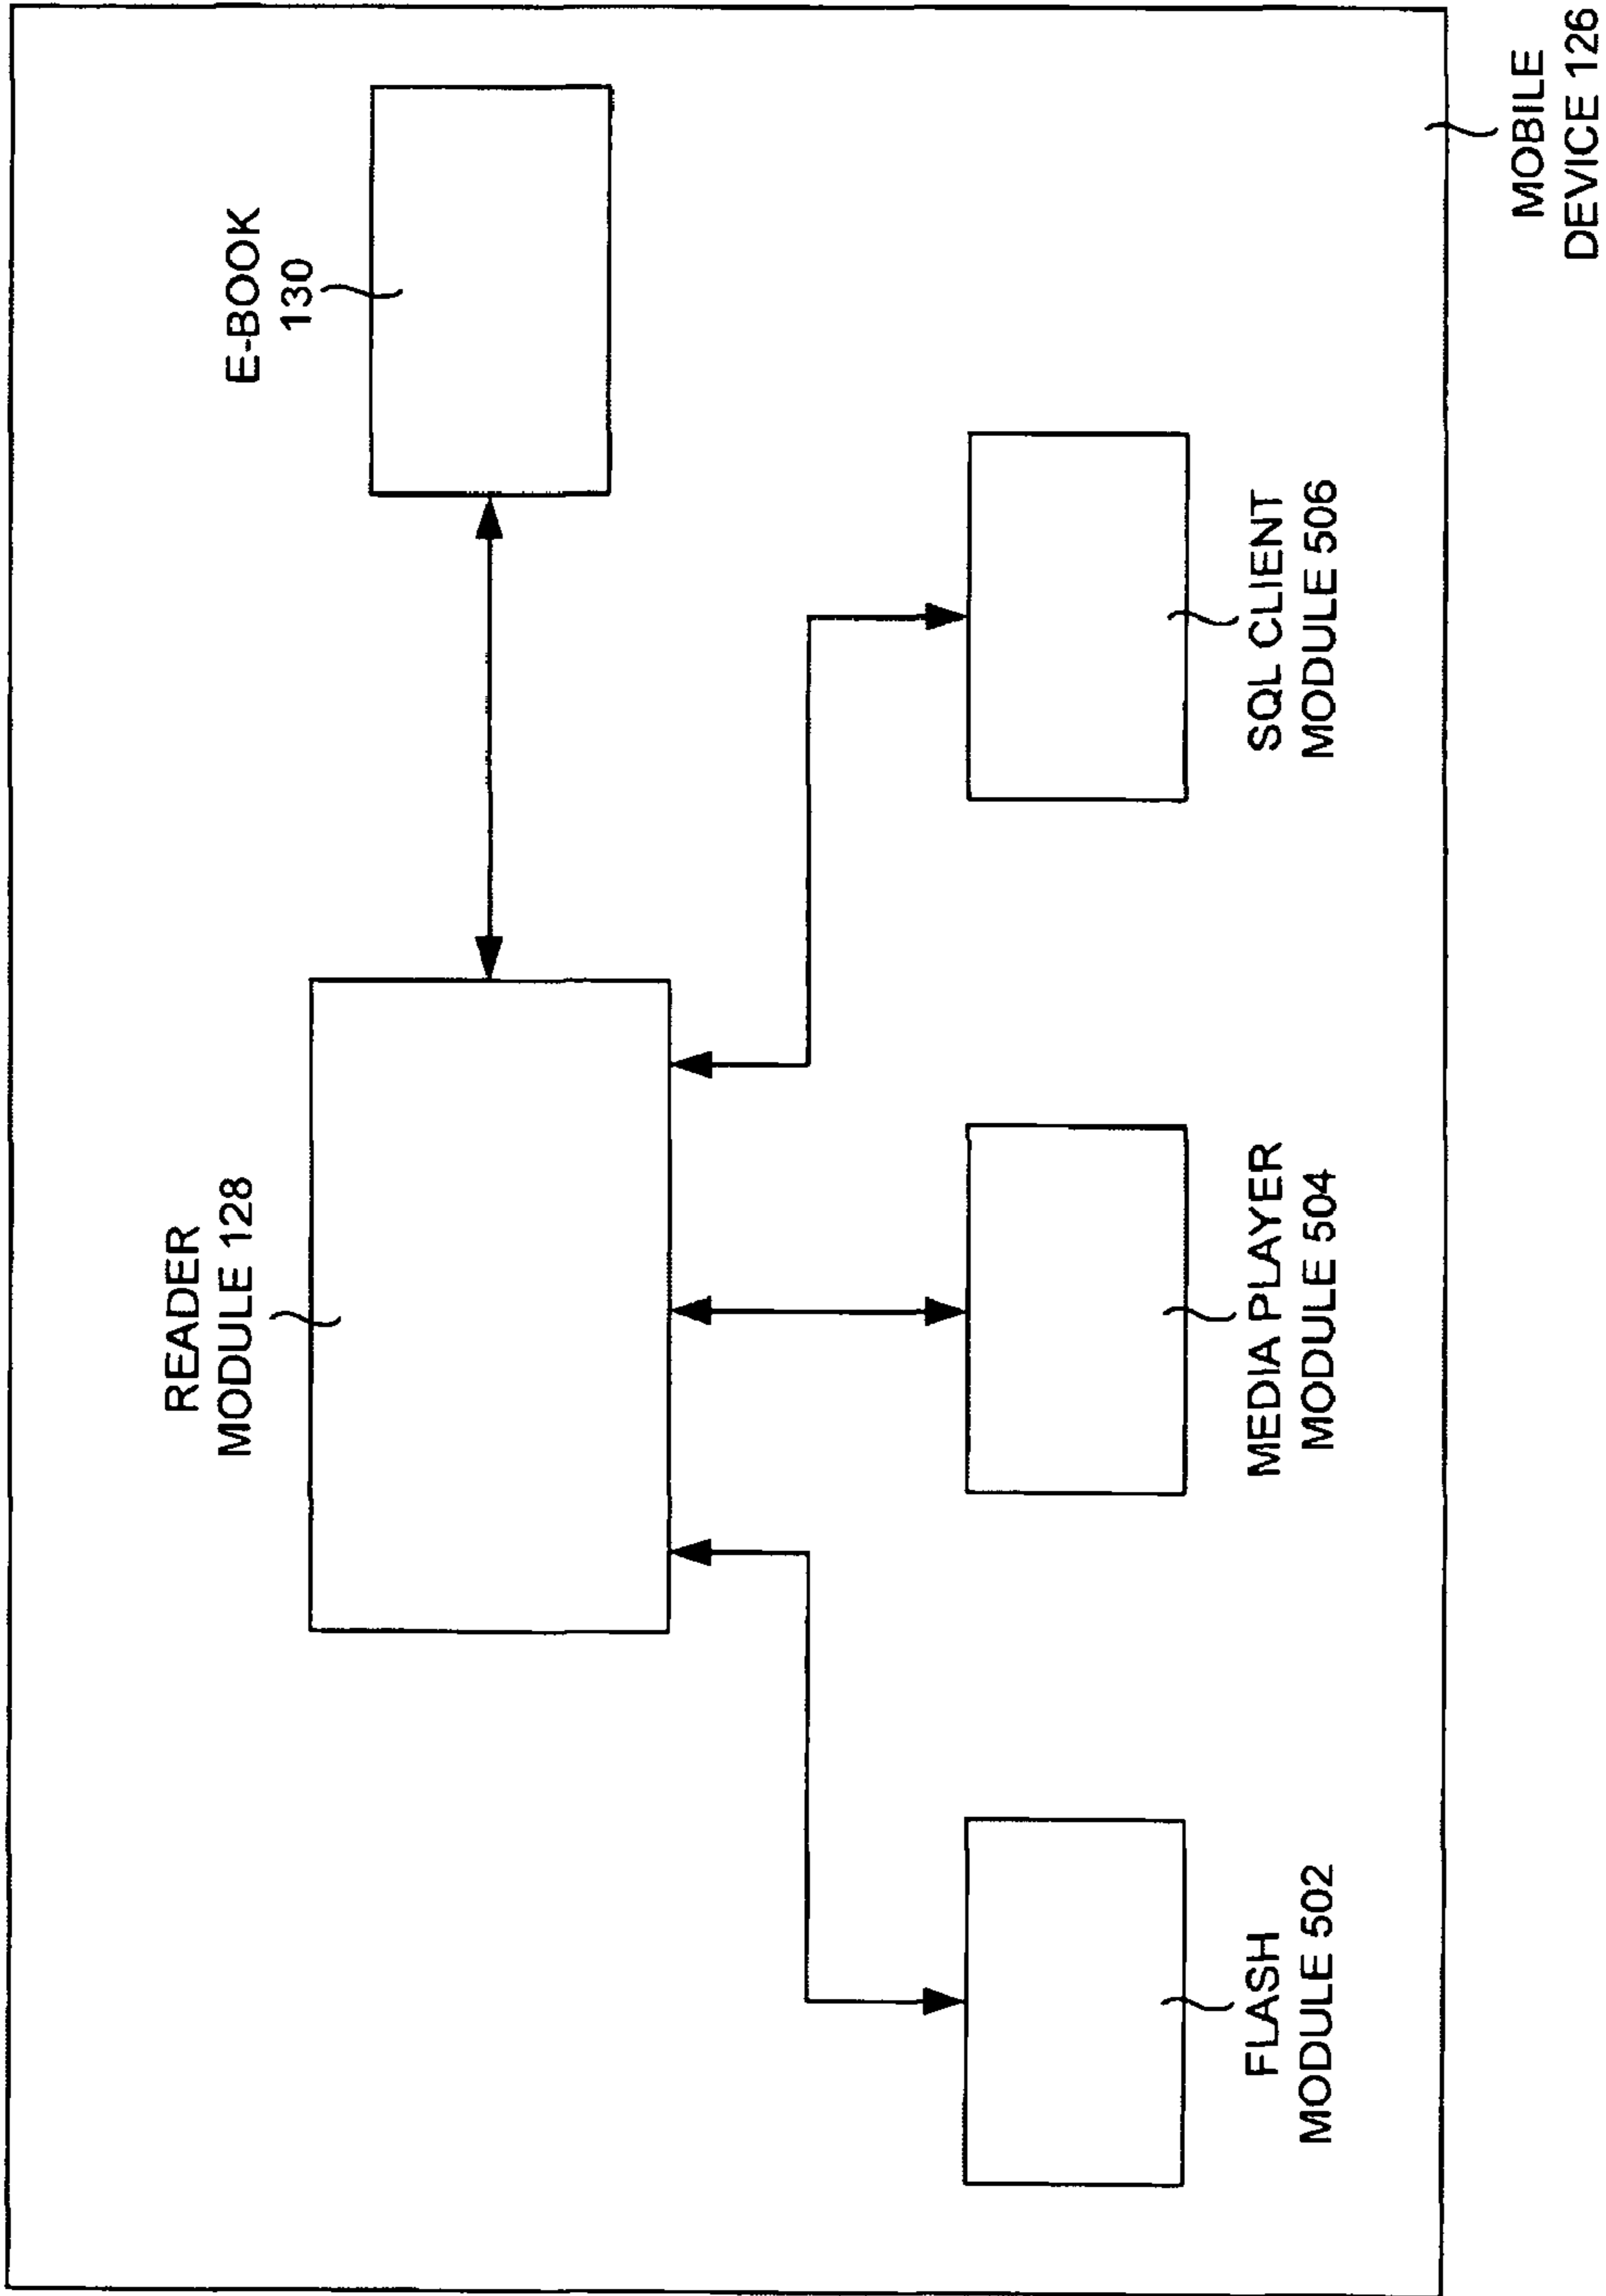 READER
MODULE 128
E-BOOK
130
FLASH
MODULE 502
MEDIA PLAYER
MODULE 504
SQL CLIENT
MODULE 506
MOBILE
DEVICE 126